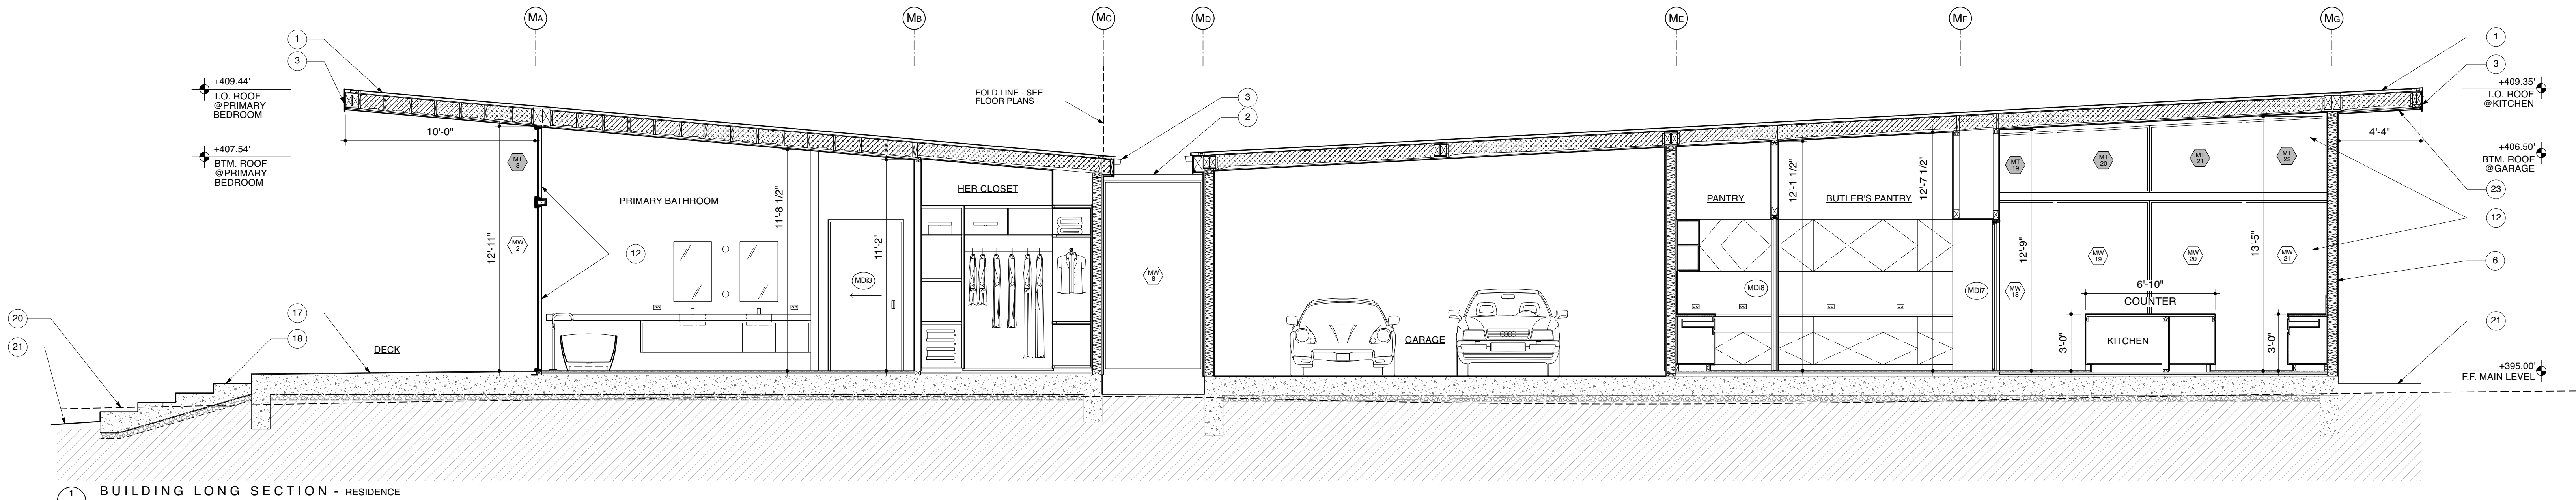 MA
MB
MC
MD
ME
MF
MG
1
3
+409.44'
T.O. ROOF
@PRIMARY
BEDROOM
+407.54'
BTM. ROOF
@PRIMARY
BEDROOM
10'-0"
FOLD LINE - SEE
FLOOR PLANS
3
2
1
3
+409.35'
T.O. ROOF
@KITCHEN
4'-4"
+406.50'
BTM. ROOF
@GARAGE
23
12
6
21
+395.00'
F.F. MAIN LEVEL
MT
3
MW
2
12'-11"
PRIMARY BATHROOM
12
11'-8 1/2"
11'-2"
MDi3
HER CLOSET
MW
8
GARAGE
PANTRY
12'-1 1/2"
BUTLER'S PANTRY
12'-7 1/2"
MDi8
MDi7
MT
19
MT
20
MT
21
MT
22
12'-9"
13'-5"
MW
18
MW
19
MW
20
MW
21
6'-10"
COUNTER
3'-0"
KITCHEN
3'-0"
20
21
17
18
DECK
1
BUILDING LONG SECTION - RESIDENCE